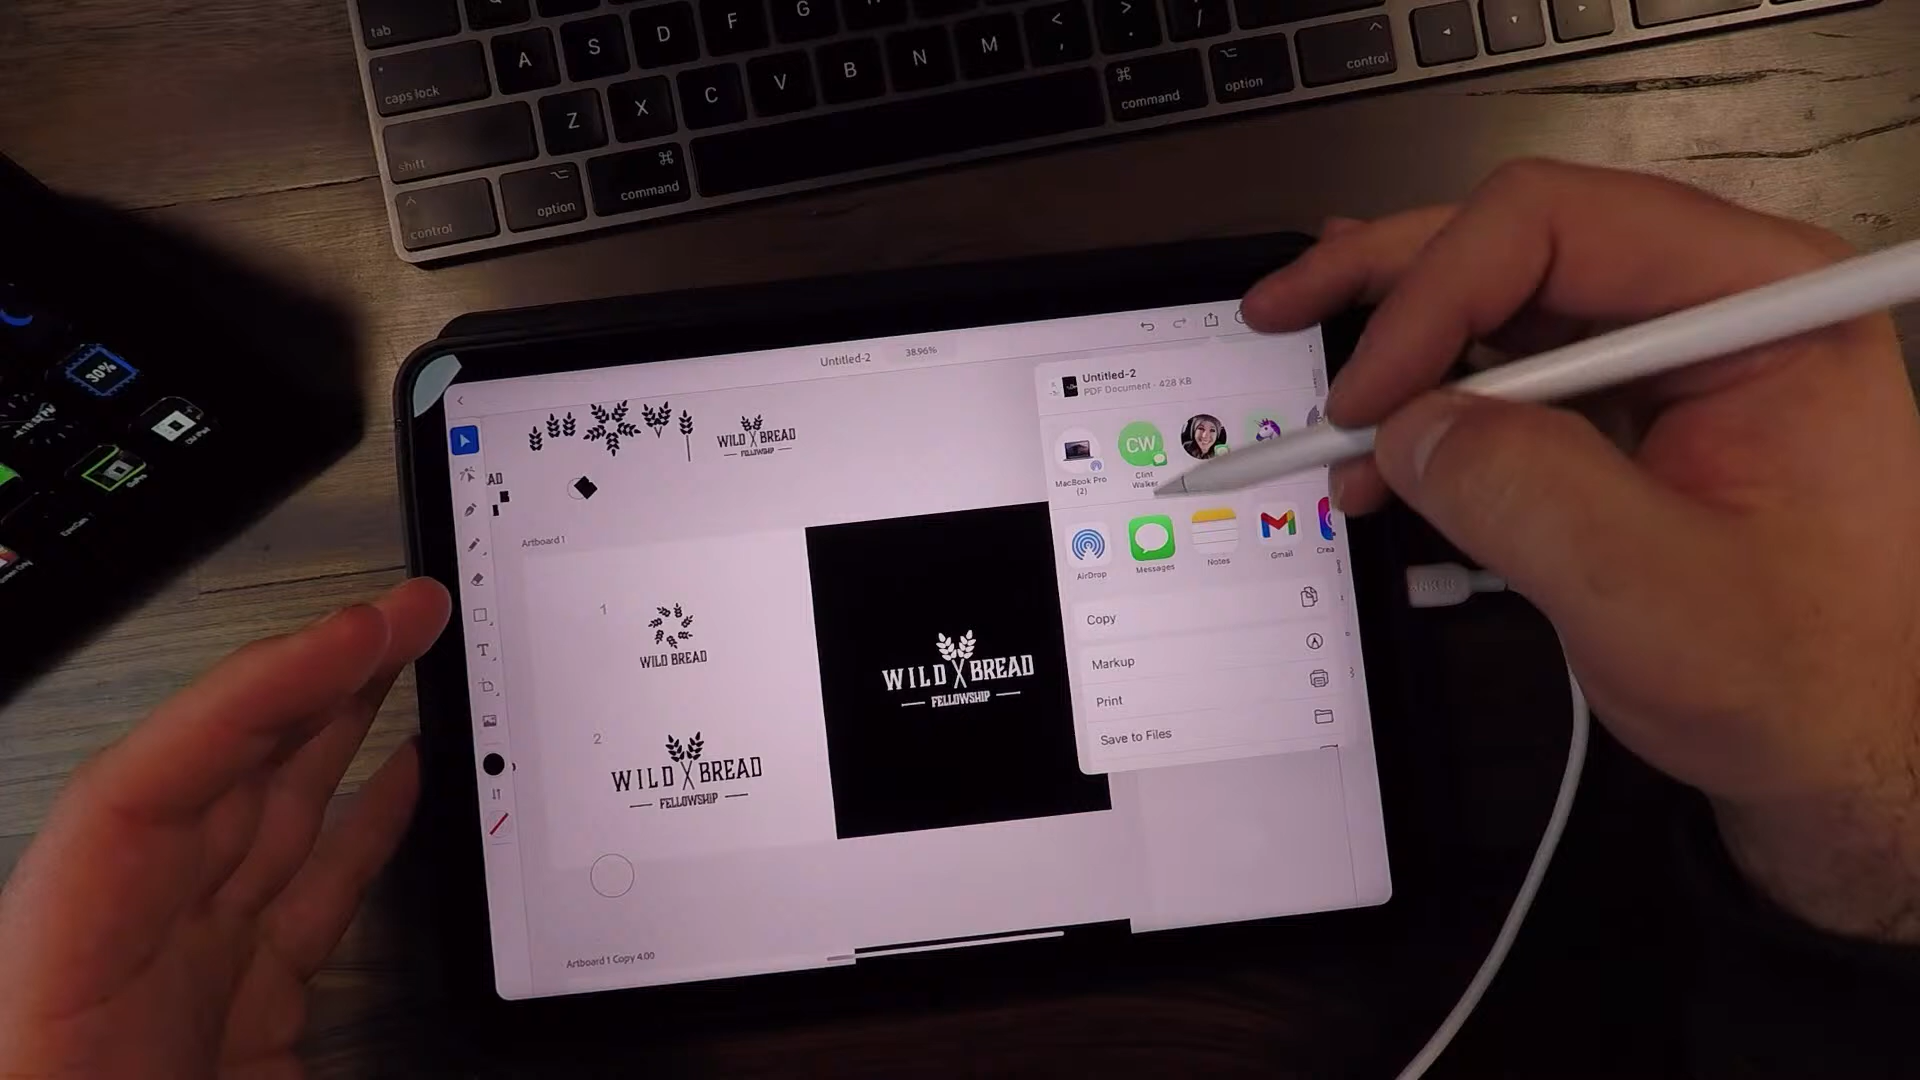 tab
A S D F G
caps lock
shift
Z X C V B N M < > /
, .
control
option
command
command
option
control
30%
Untitled-2
38.96%
Untitled-2
PDF Document · 428 KB
WILD BREAD
FELLOWSHIP
AD
CW
MacBook Pro
(2)
Clint
Walker
AirDrop
Messages
Notes
Gmail
Crea
Artboard 1
1
WILD BREAD
2
WILD BREAD
FELLOWSHIP
WILD BREAD
FELLOWSHIP
Copy
Markup
Print
Save to Files
T
Artboard 1 Copy 4.00
ANKER